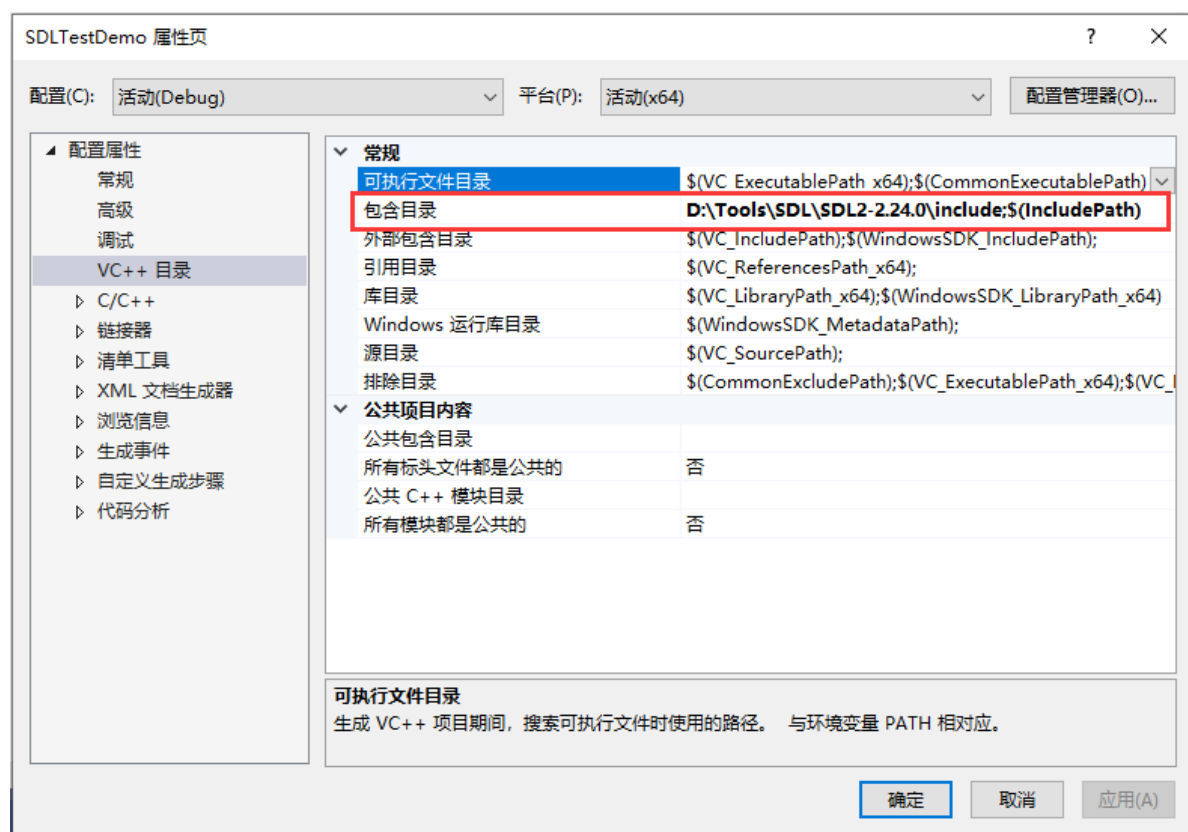 SDLTestDemo 属性页
?
配置(C): 活动(Debug) 平台(P): 活动(x64) 配置管理器(O)...
配置属性
常规
高级
调试
VC++ 目录
C/C++
链接器
清单工具
XML 文档生成器
浏览信息
生成事件
自定义生成步骤
代码分析
常规
可执行文件目录 $(VC_ExecutablePath_x64);$(CommonExecutablePath)
包含目录 D:\Tools\SDL\SDL2-2.24.0\include;$(IncludePath)
外部包含目录 $(VC_IncludePath);$(WindowsSDK_IncludePath);
引用目录 $(VC_ReferencesPath_x64);
库目录 $(VC_LibraryPath_x64);$(WindowsSDK_LibraryPath_x64)
Windows 运行库目录 $(WindowsSDK_MetadataPath);
源目录 $(VC_SourcePath);
排除目录 $(CommonExcludePath);$(VC_ExecutablePath_x64);$(VC_
公共项目内容
公共包含目录
所有标头文件都是公共的 否
公共 C++ 模块目录
所有模块都是公共的 否
可执行文件目录
生成 VC++ 项目期间，搜索可执行文件时使用的路径。 与环境变量 PATH 相对应。
确定 取消 应用(A)